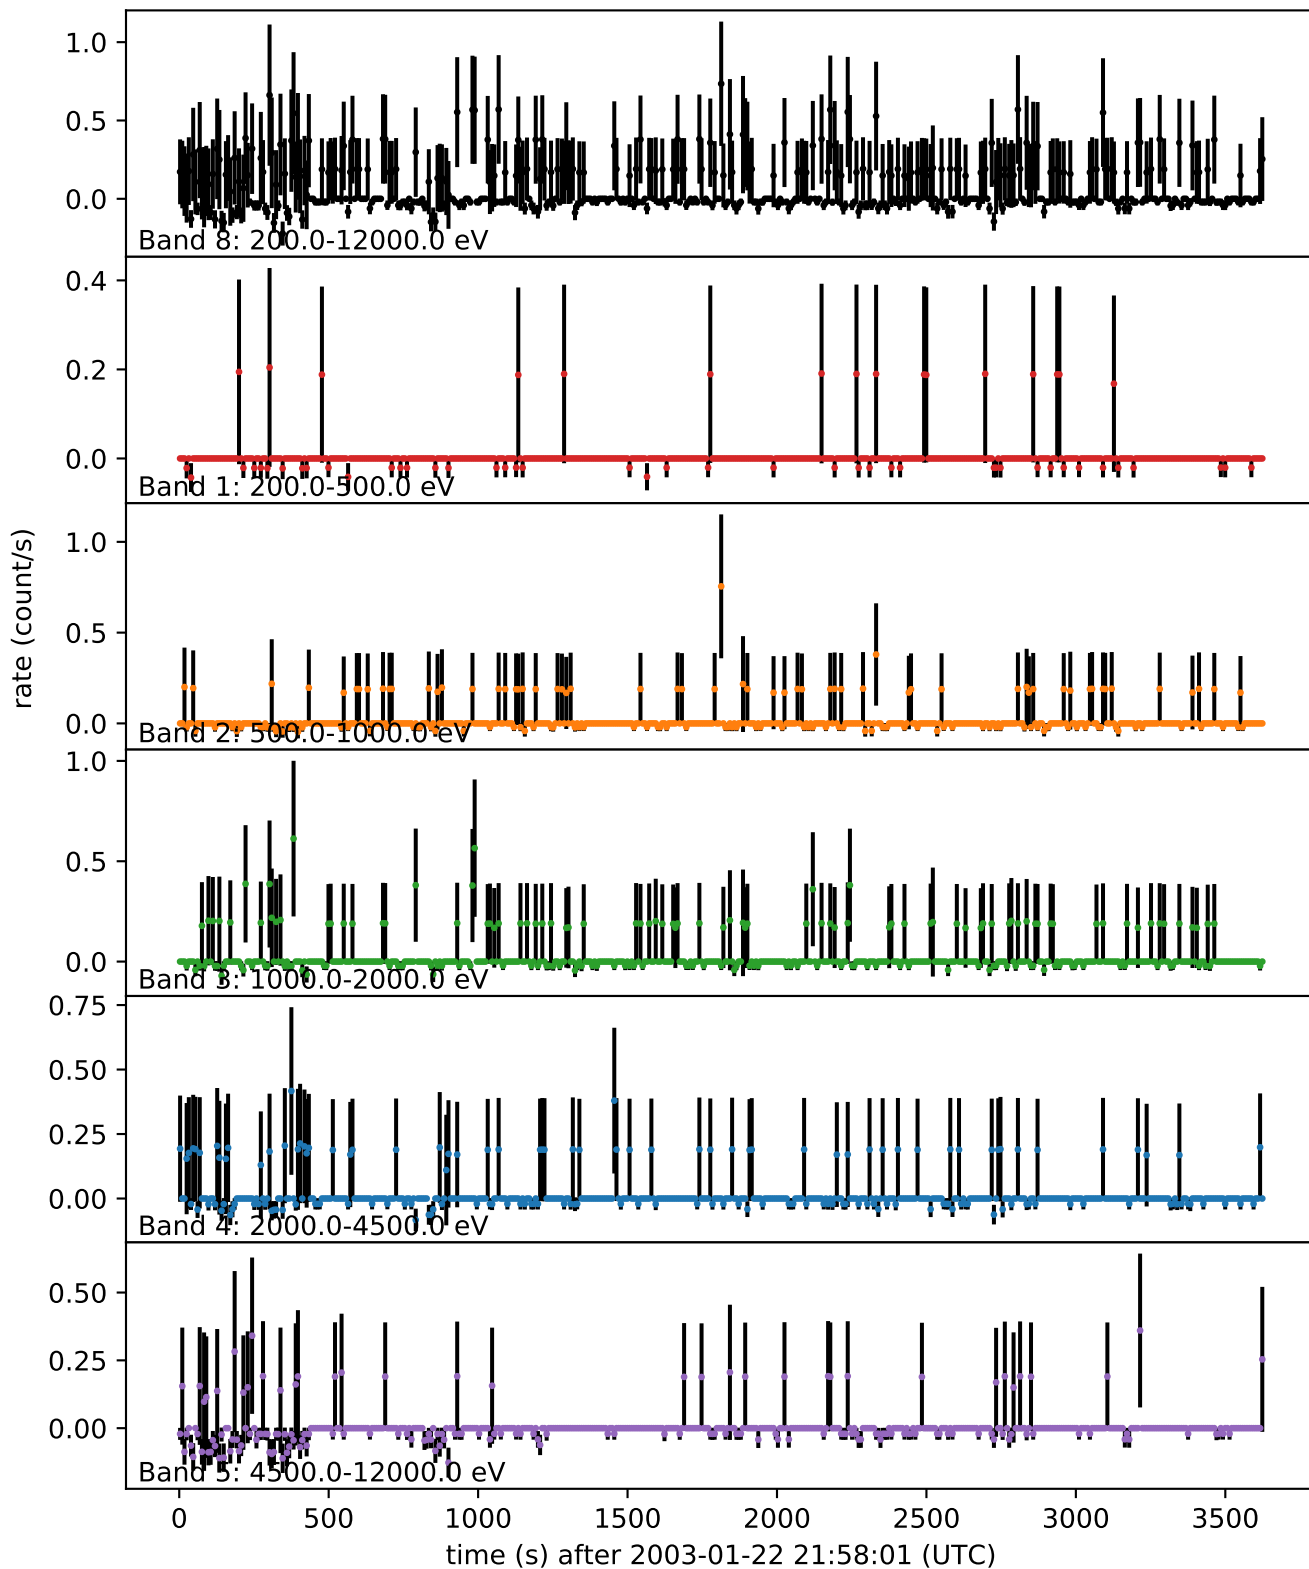 1.0
0.5
0.0
Band 8: 200.0-12000.0 eV
0.4
0.2
0.0
Band 1: 200.0-500.0 eV
rate (count/s)
1.0
0.5
0.0
Band 2: 500.0-1000.0 eV
1.0
0.5
0.0
Band 3: 1000.0-2000.0 eV
0.75
0.50
0.25
0.00
Band 4: 2000.0-4500.0 eV
0.50
0.25
0.00
Band 5: 4500.0-12000.0 eV
0 500 1000 1500 2000 2500 3000 3500
time (s) after 2003-01-22 21:58:01 (UTC)